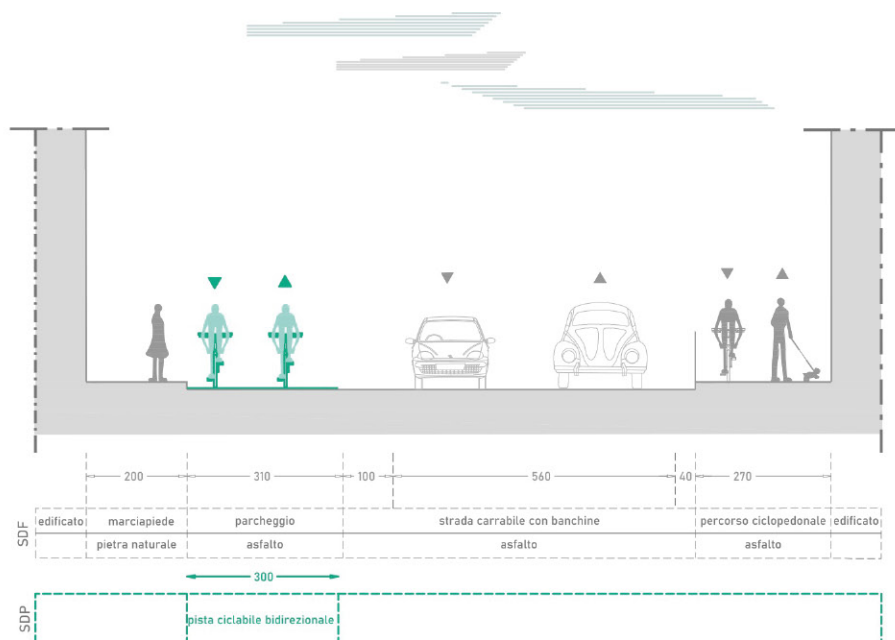 200 310 100 560 40 270
SDF
edificato marciapiede parcheggio strada carrabile con banchine percorso ciclopedonale edificato
pietra naturale asfalto asfalto asfalto
300
SDP
pista ciclabile bidirezionale